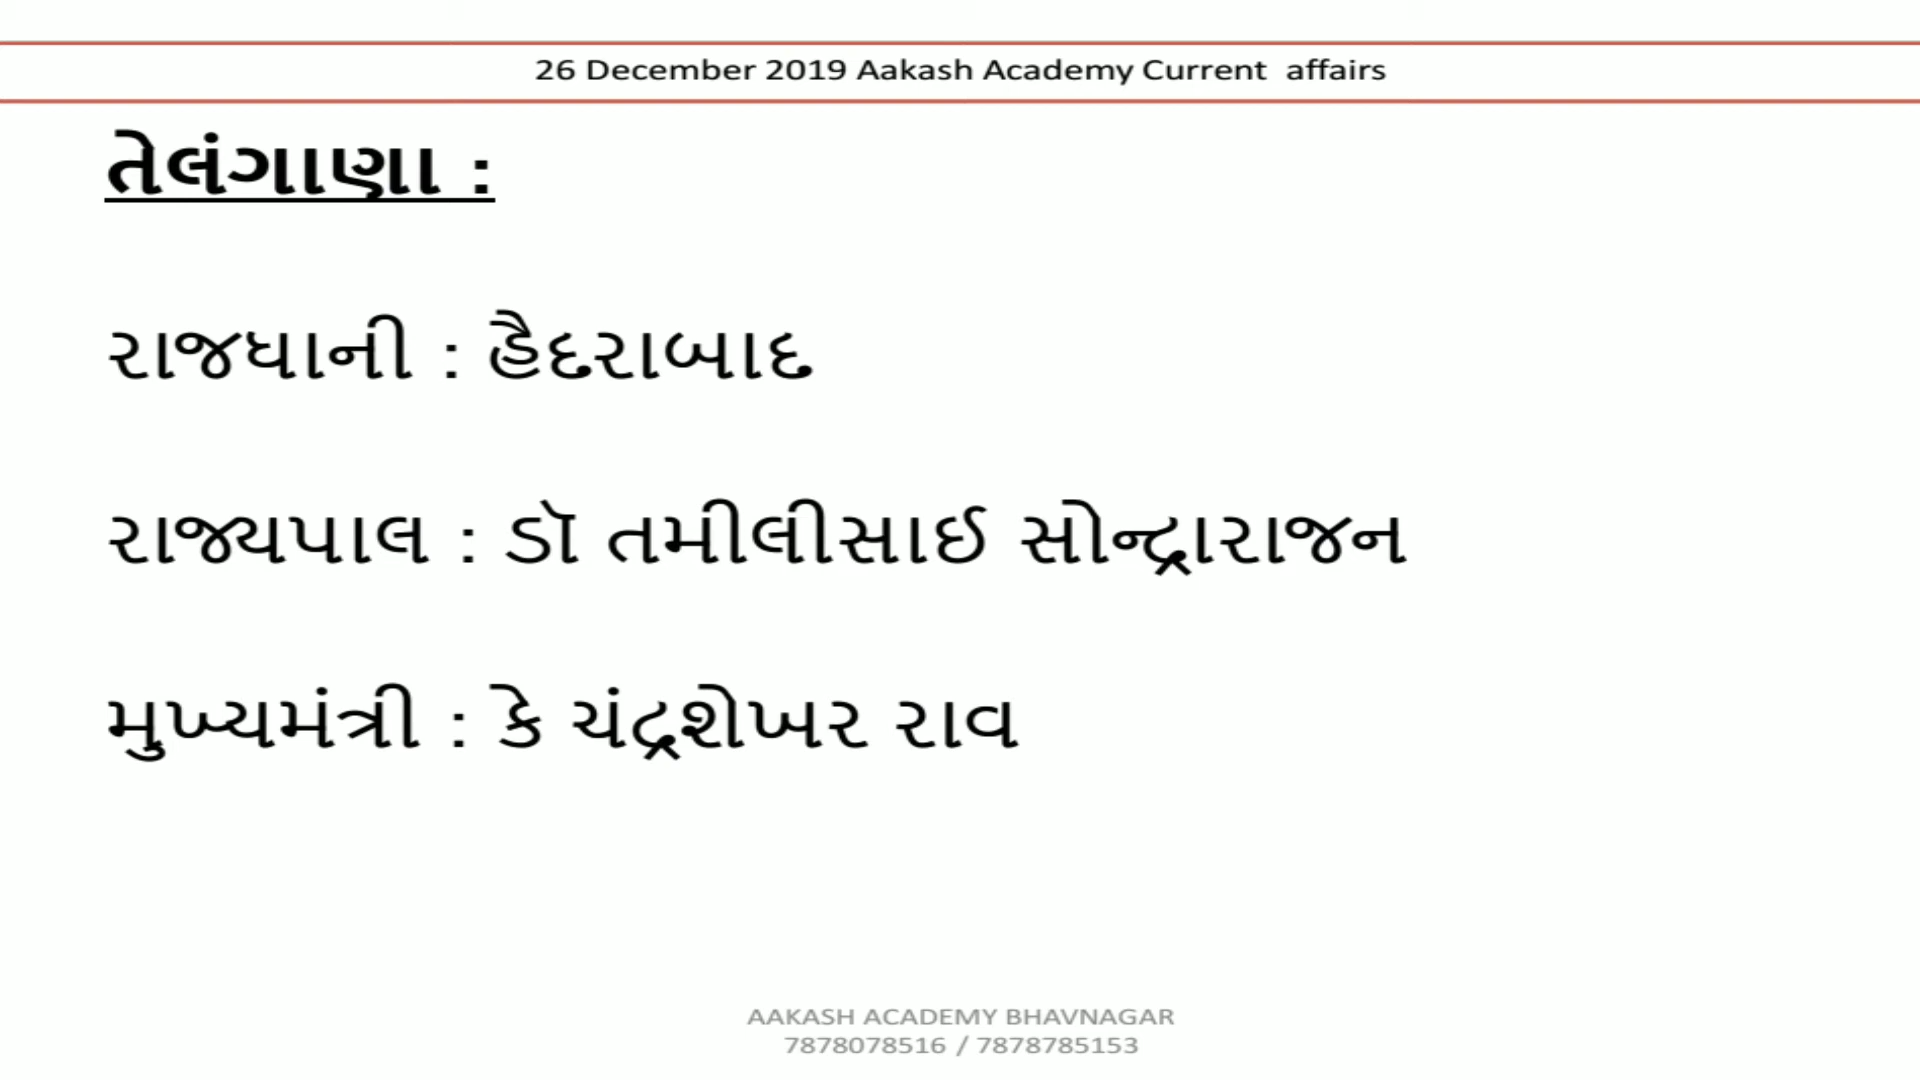 26 December 2019 Aakash Academy Current  affairs
તેલંગાણા :
રાજધાની : હૈદરાબાદ
રાજ્યપાલ : ડૉ તમીલીસાઈ સોન્દ્રારાજન
મુખ્યમંત્રી : કે ચંદ્રશેખર રાવ
AAKASH ACADEMY BHAVNAGAR
7878078516 / 7878785153